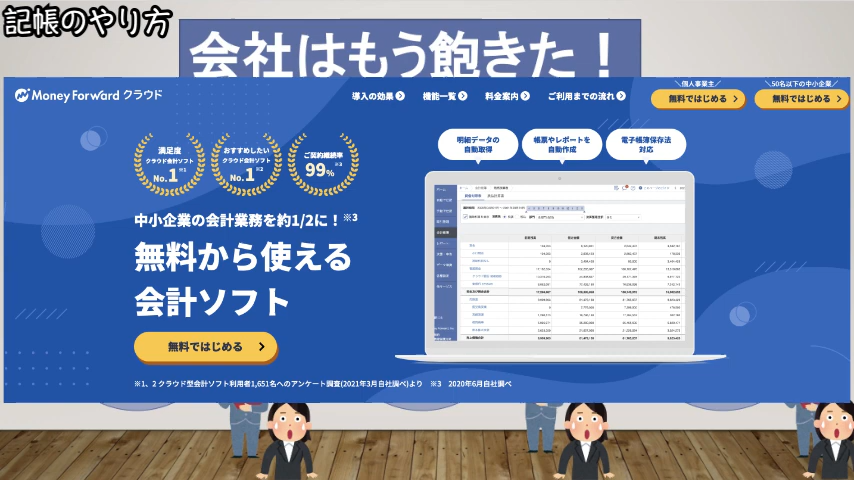 記帳のやり方
会社はもう飽きた!
Money Forward クラウド
導入の効果
機能一覧
料金案内
ご利用までの流れ
個人事業主
無料ではじめる
50名以下の中小企業
無料ではじめる
満足度
クラウド会計ソフト
No.1 ※1
おすすめしたい
クラウド会計ソフト
No.1 ※2
ご契約継続率
99% ※3
明細データの
自動取得
帳票やレポートを
自動作成
電子帳簿保存法
対応
中小企業の会計業務を約1/2に!※3
無料から使える
会計ソフト
無料ではじめる
※1、2 クラウド型会計ソフト利用者1,651名へのアンケート調査(2021年3月自社調べ)より ※3 2020年6月自社調べ